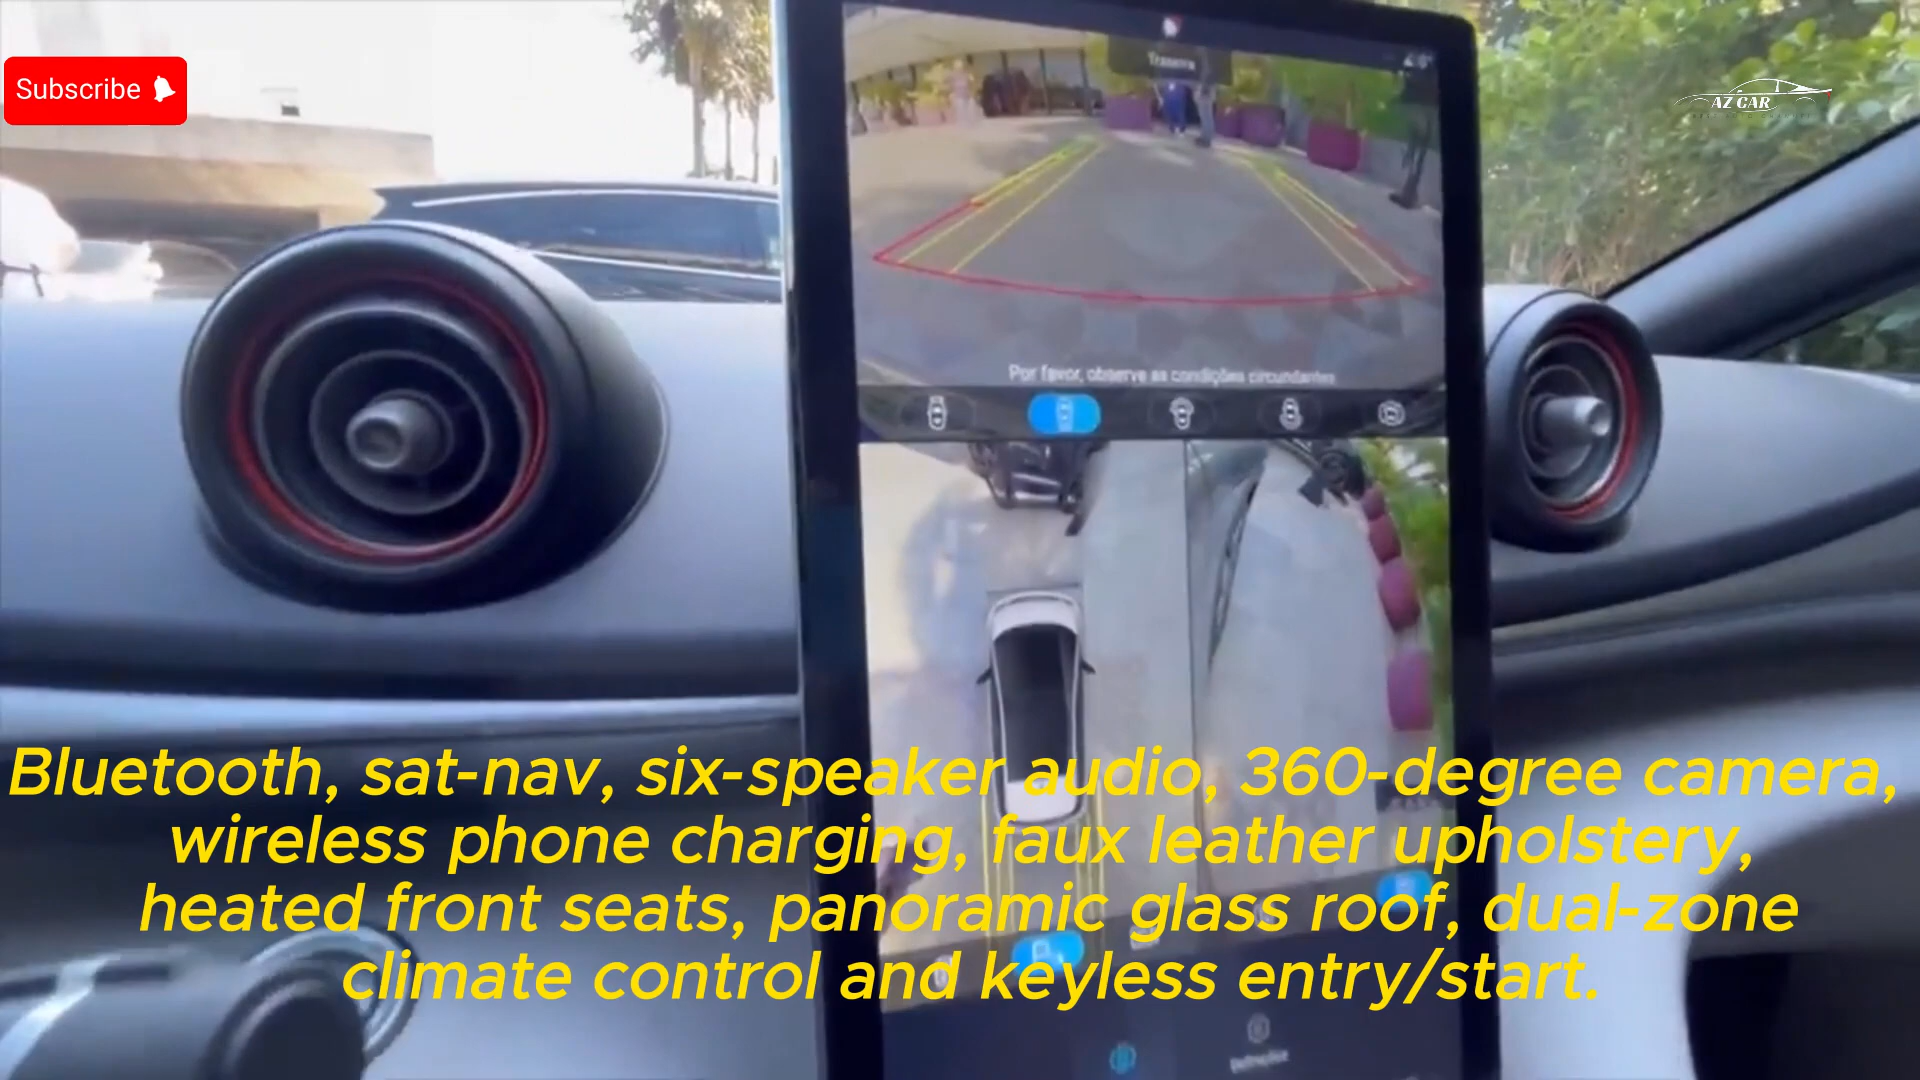 Subscribe
AZ CAR
Traseira
Por favor, observe as condições circundantes
Bluetooth, sat-nav, six-speaker audio, 360-degree camera,
wireless phone charging, faux leather upholstery,
heated front seats, panoramic glass roof, dual-zone
climate control and keyless entry/start.